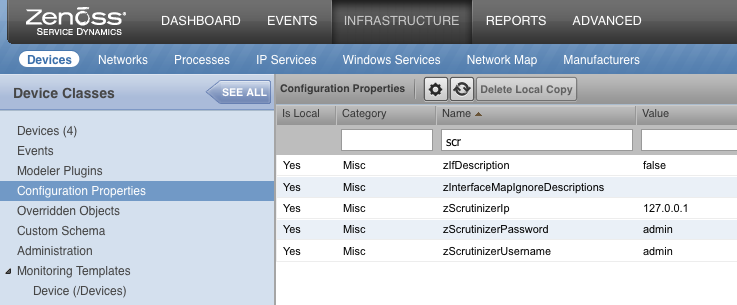 Zenoss DASHBOARD EVENTS INFRASTRUCTURE REPORTS ADVANCED
SERVICE DYNAMICS
Devices Networks Processes IP Services Windows Services Network Map Manufacturers
Device Classes SEE ALL Configuration Properties Delete Local Copy
Is Local Category Name Value
scr
Devices (4)
Events
Modeler Plugins
Configuration Properties
Overridden Objects
Custom Schema
Administration
Monitoring Templates
Device (/Devices)
Yes Misc zIfDescription false
Yes Misc zInterfaceMapIgnoreDescriptions
Yes Misc zScrutinizerIp 127.0.0.1
Yes Misc zScrutinizerPassword admin
Yes Misc zScrutinizerUsername admin